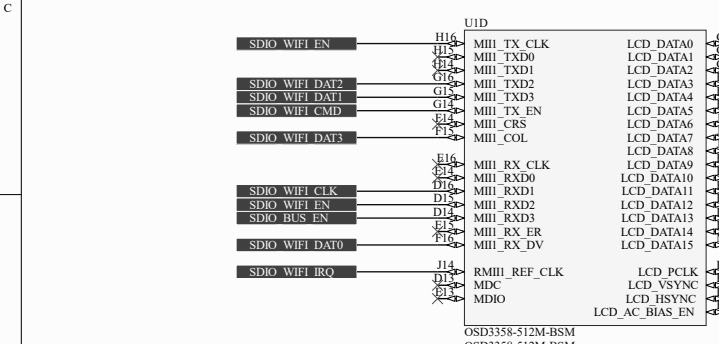 C
U1D
SDIO_WIFI_EN H16 MII1_TX_CLK LCD_DATA0
H15 MII1_TXD0 LCD_DATA1
H14 MII1_TXD1 LCD_DATA2
SDIO_WIFI_DAT2 G16 MII1_TXD2 LCD_DATA3
SDIO_WIFI_DAT1 G15 MII1_TXD3 LCD_DATA4
SDIO_WIFI_CMD G14 MII1_TX_EN LCD_DATA5
MII1_CRS LCD_DATA6
SDIO_WIFI_DAT3 F15 MII1_COL LCD_DATA7
LCD_DATA8
E16 MII1_RX_CLK LCD_DATA9
E14 MII1_RXD0 LCD_DATA10
SDIO_WIFI_CLK D16 MII1_RXD1 LCD_DATA11
SDIO_WIFI_EN D15 MII1_RXD2 LCD_DATA12
SDIO_BUS_EN D14 MII1_RXD3 LCD_DATA13
E15 MII1_RX_ER LCD_DATA14
SDIO_WIFI_DAT0 F16 MII1_RX_DV LCD_DATA15
SDIO_WIFI_IRQ J14 RMII1_REF_CLK LCD_PCLK
D13 MDC LCD_VSYNC
E13 MDIO LCD_HSYNC
LCD_AC_BIAS_EN
OSD3358-512M-BSM
OSD3358-512M-BSM